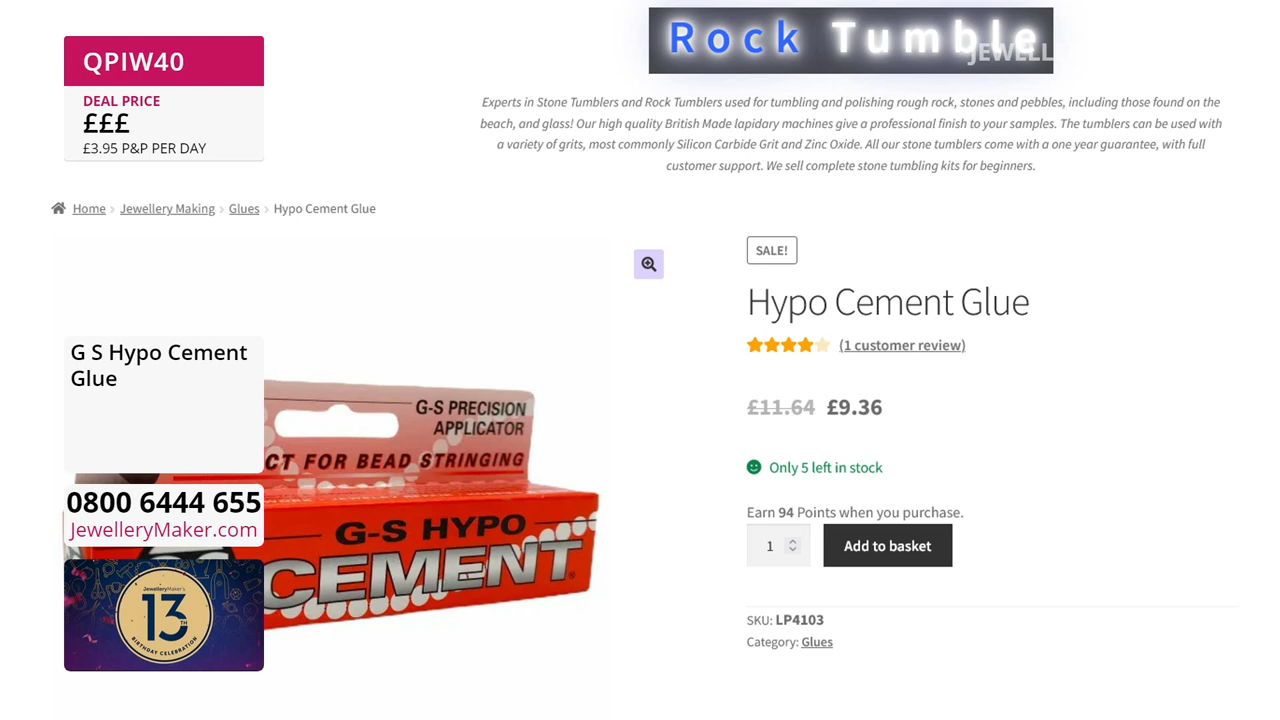 QPIW40
DEAL PRICE
£££
£3.95 P&P PER DAY
Rock Tumble
JEWELL
Experts in Stone Tumblers and Rock Tumblers used for tumbling and polishing rough rock, stones and pebbles, including those found on the
beach, and glass! Our high quality British Made lapidary machines give a professional finish to your samples. The tumblers can be used with
a variety of grits, most commonly Silicon Carbide Grit and Zinc Oxide. All our stone tumblers come with a one year guarantee, with full
customer support. We sell complete stone tumbling kits for beginners.
Home › Jewellery Making › Glues › Hypo Cement Glue
G S Hypo Cement
Glue
G-S PRECISION
APPLICATOR
CT FOR BEAD STRINGING
G-S HYPO
CEMENT
0800 6444 655
JewelleryMaker.com
JewelleryMaker's
13TH
BIRTHDAY CELEBRATION
SALE!
Hypo Cement Glue
(1 customer review)
£11.64 £9.36
Only 5 left in stock
Earn 94 Points when you purchase.
1
Add to basket
SKU: LP4103
Category: Glues